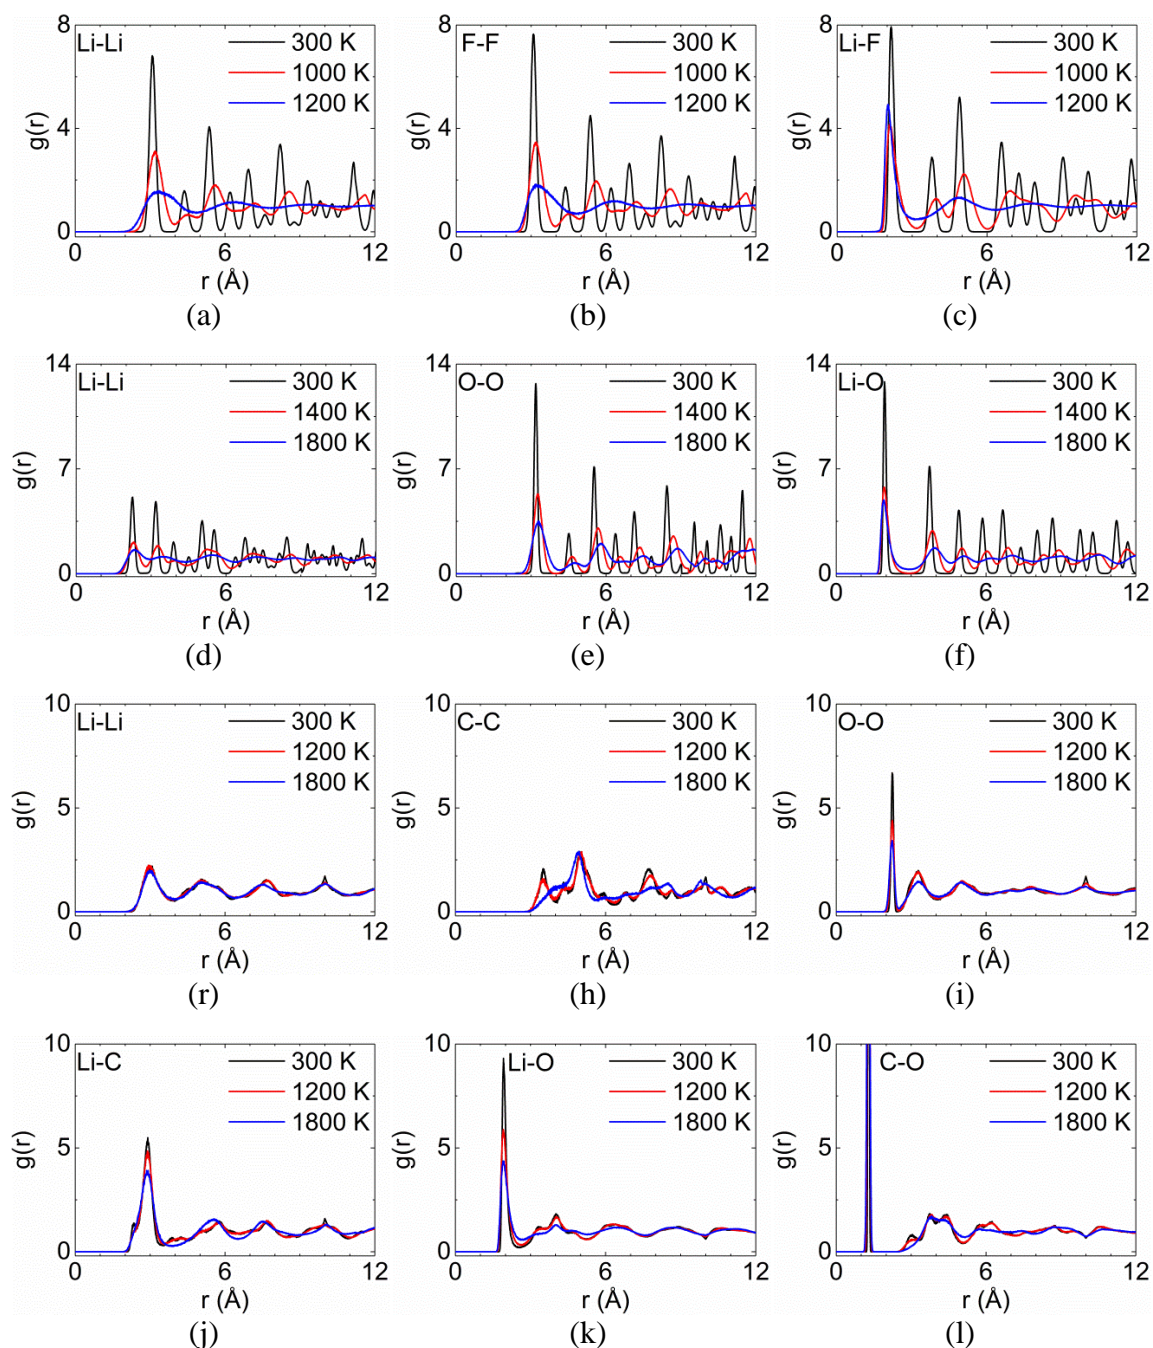 Li-Li
300 K
1000 K
1200 K
g(r)
8
4
0
0
6
12
r (Å)
(a)
F-F
300 K
1000 K
1200 K
g(r)
8
4
0
0
6
12
r (Å)
(b)
Li-F
300 K
1000 K
1200 K
g(r)
8
4
0
0
6
12
r (Å)
(c)
Li-Li
300 K
1400 K
1800 K
g(r)
14
7
0
0
6
12
r (Å)
(d)
O-O
300 K
1400 K
1800 K
g(r)
14
7
0
0
6
12
r (Å)
(e)
Li-O
300 K
1400 K
1800 K
g(r)
14
7
0
0
6
12
r (Å)
(f)
Li-Li
300 K
1200 K
1800 K
g(r)
10
5
0
0
6
12
r (Å)
(r)
C-C
300 K
1200 K
1800 K
g(r)
10
5
0
0
6
12
r (Å)
(h)
O-O
300 K
1200 K
1800 K
g(r)
10
5
0
0
6
12
r (Å)
(i)
Li-C
300 K
1200 K
1800 K
g(r)
10
5
0
0
6
12
r (Å)
(j)
Li-O
300 K
1200 K
1800 K
g(r)
10
5
0
0
6
12
r (Å)
(k)
C-O
300 K
1200 K
1800 K
g(r)
10
5
0
0
6
12
r (Å)
(l)